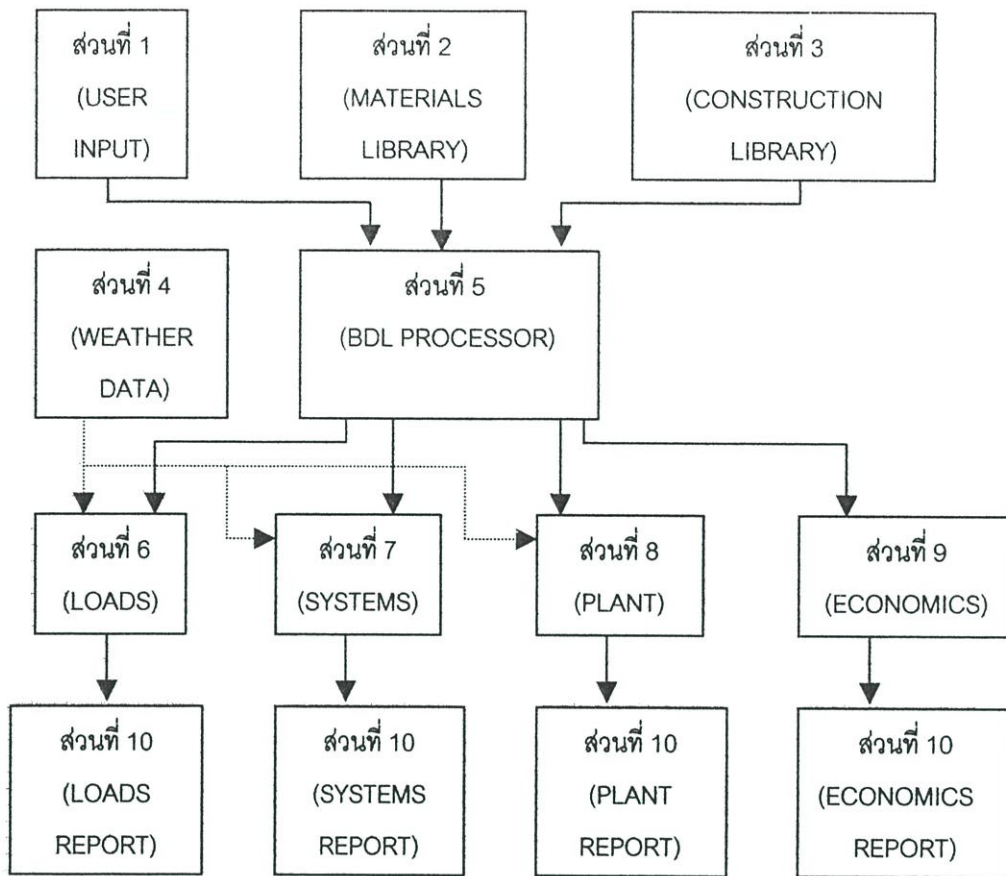 ส่วนที่ 1
(USER
INPUT)
ส่วนที่ 2
(MATERIALS
LIBRARY)
ส่วนที่ 3
(CONSTRUCTION
LIBRARY)
ส่วนที่ 4
(WEATHER
DATA)
ส่วนที่ 5
(BDL PROCESSOR)
ส่วนที่ 6
(LOADS)
ส่วนที่ 7
(SYSTEMS)
ส่วนที่ 8
(PLANT)
ส่วนที่ 9
(ECONOMICS)
ส่วนที่ 10
(LOADS
REPORT)
ส่วนที่ 10
(SYSTEMS
REPORT)
ส่วนที่ 10
(PLANT
REPORT)
ส่วนที่ 10
(ECONOMICS
REPORT)